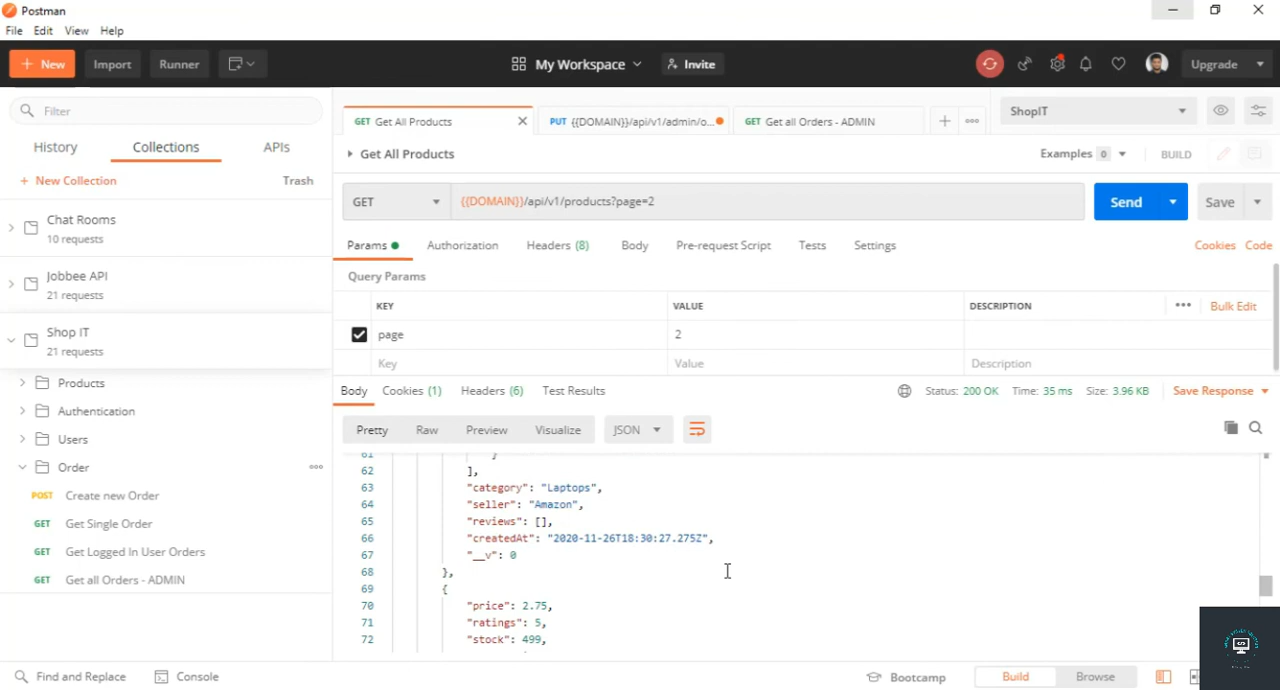 Postman
File Edit View Help
New Import Runner My Workspace Invite Upgrade
Filter
History Collections APIs
+ New Collection Trash
Chat Rooms
10 requests
Jobbee API
21 requests
Shop IT
21 requests
Products
Authentication
Users
Order
POST Create new Order
GET Get Single Order
GET Get Logged In User Orders
GET Get all Orders - ADMIN
GET Get All Products PUT {{DOMAIN}}/api/v1/admin/o... GET Get all Orders - ADMIN ShopIT
Get All Products Examples 0 BUILD
GET {{DOMAIN}}/api/v1/products?page=2 Send Save
Params Authorization Headers (8) Body Pre-request Script Tests Settings Cookies Code
Query Params
KEY VALUE DESCRIPTION Bulk Edit
page 2
Key Value Description
Body Cookies (1) Headers (6) Test Results Status: 200 OK Time: 35 ms Size: 3.96 KB Save Response
Pretty Raw Preview Visualize JSON
61 }
62 ],
63 "category": "Laptops",
64 "seller": "Amazon",
65 "reviews": [],
66 "createdAt": "2020-11-26T18:30:27.275Z",
67 "__v": 0
68 },
69 {
70 "price": 2.75,
71 "ratings": 5,
72 "stock": 499,
Find and Replace Console Bootcamp Build Browse